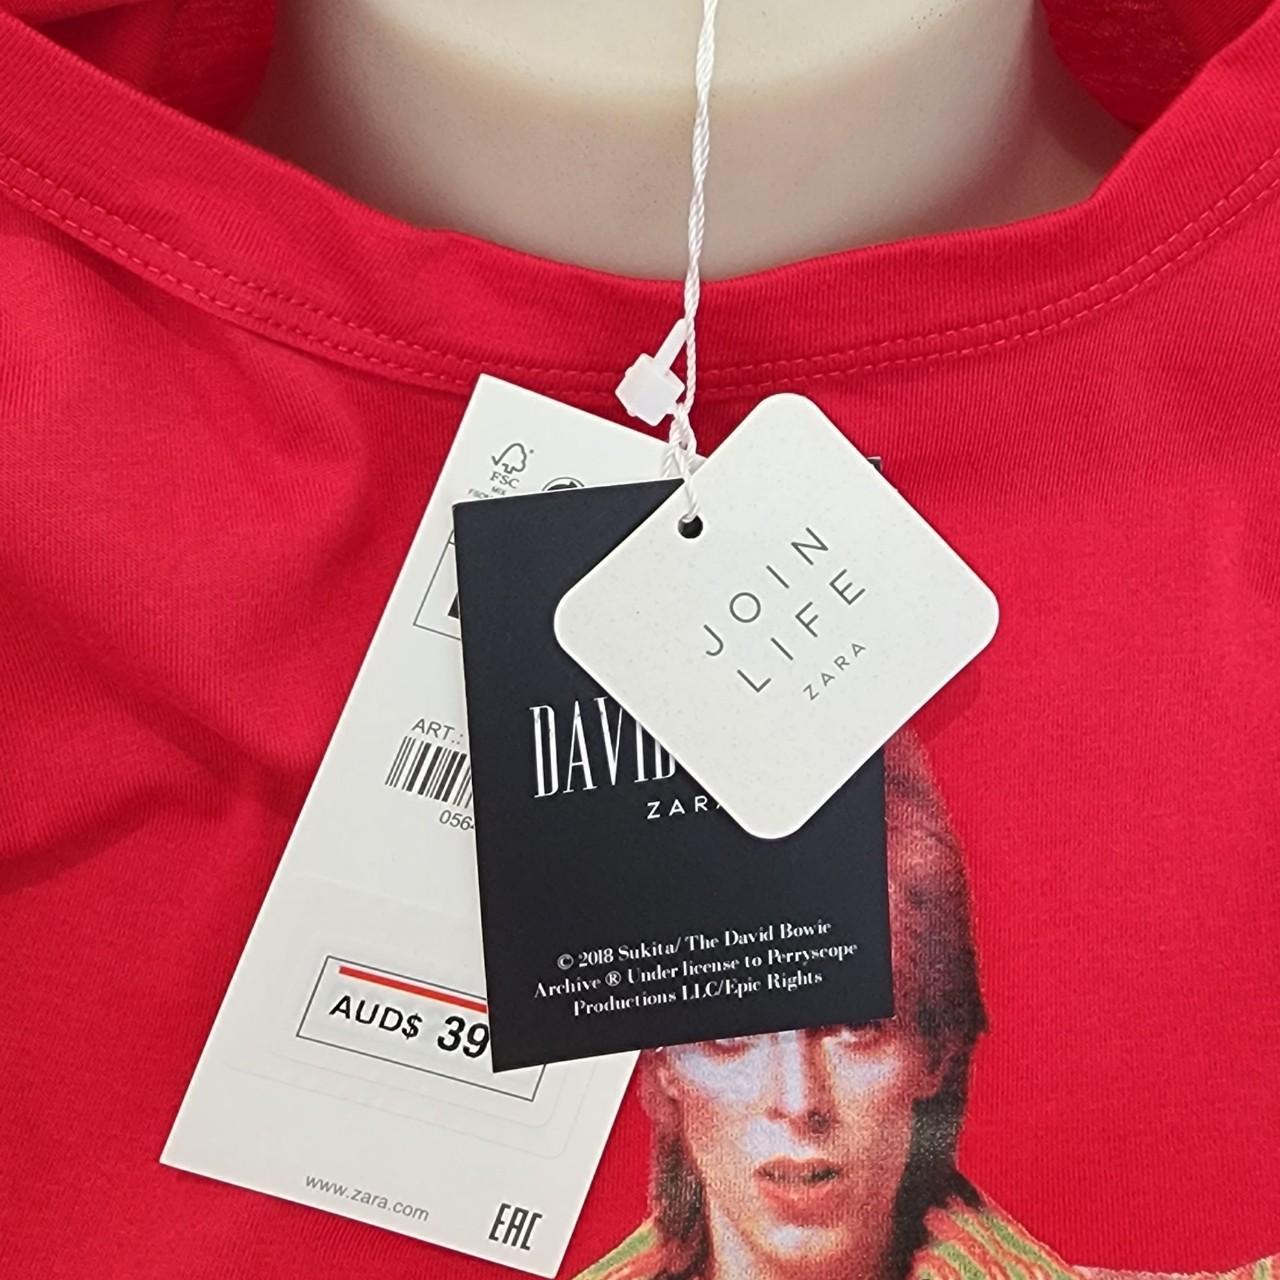 FSC
MIX
ART.:
056
AUD$ 39
www.zara.com
EAC
DAVID
ZARA
© 2018 Sukita/ The David Bowie
Archive ® Under license to Perryscope
Productions LLC/Epic Rights
JOIN
LIFE
ZARA